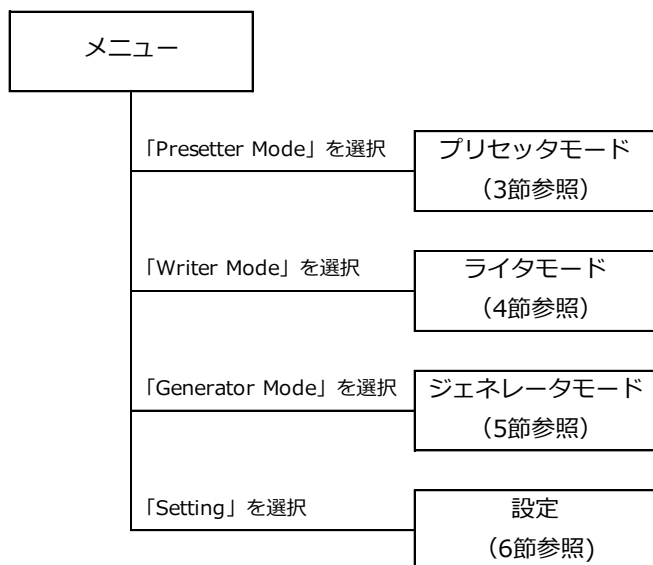 メニュー
「Presetter Mode」を選択
プリセッタモード
（3節参照）
「Writer Mode」を選択
ライタモード
（4節参照）
「Generator Mode」を選択
ジェネレータモード
（5節参照）
「Setting」を選択
設定
（6節参照)